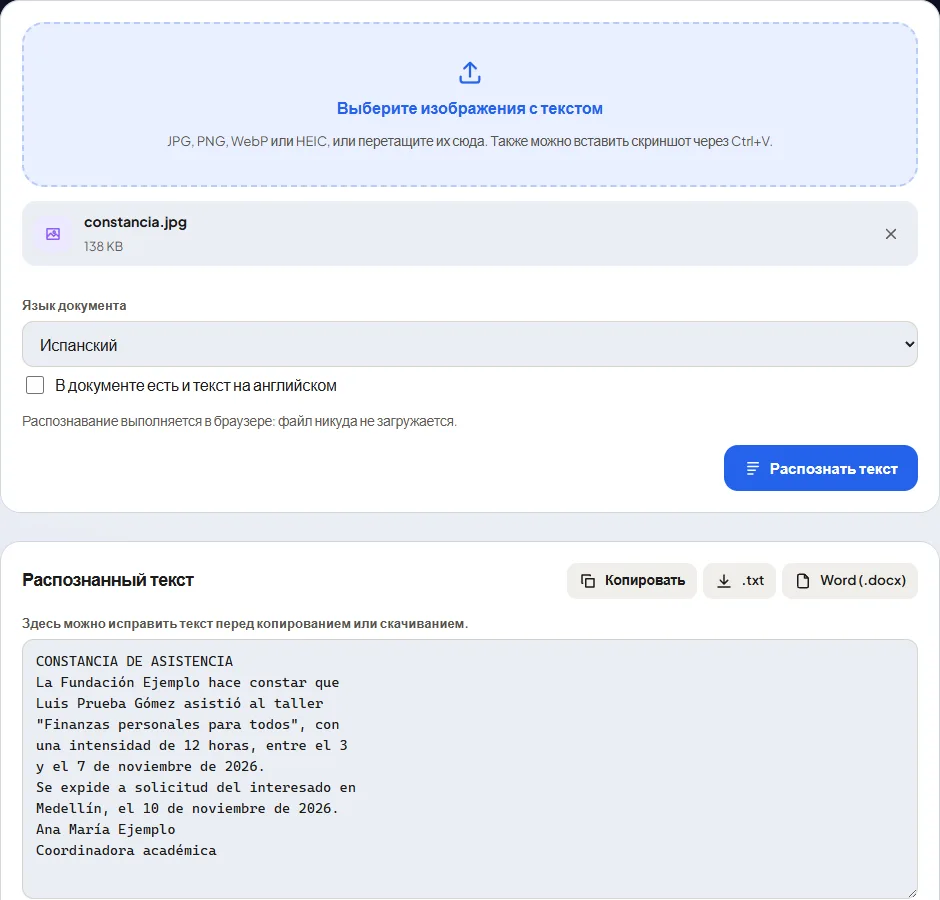 Выберите изображения с текстом
JPG, PNG, WebP или HEIC, или перетащите их сюда. Также можно вставить скриншот через Ctrl+V.
constancia.jpg
138 KB
Язык документа
Испанский
В документе есть и текст на английском
Распознавание выполняется в браузере: файл никуда не загружается.
Распознать текст
Распознанный текст
Копировать
.txt
Word (.docx)
Здесь можно исправить текст перед копированием или скачиванием.
CONSTANCIA DE ASISTENCIA
La Fundación Ejemplo hace constar que
Luis Prueba Gómez asistió al taller
"Finanzas personales para todos", con
una intensidad de 12 horas, entre el 3
y el 7 de noviembre de 2026.
Se expide a solicitud del interesado en
Medellín, el 10 de noviembre de 2026.
Ana María Ejemplo
Coordinadora académica